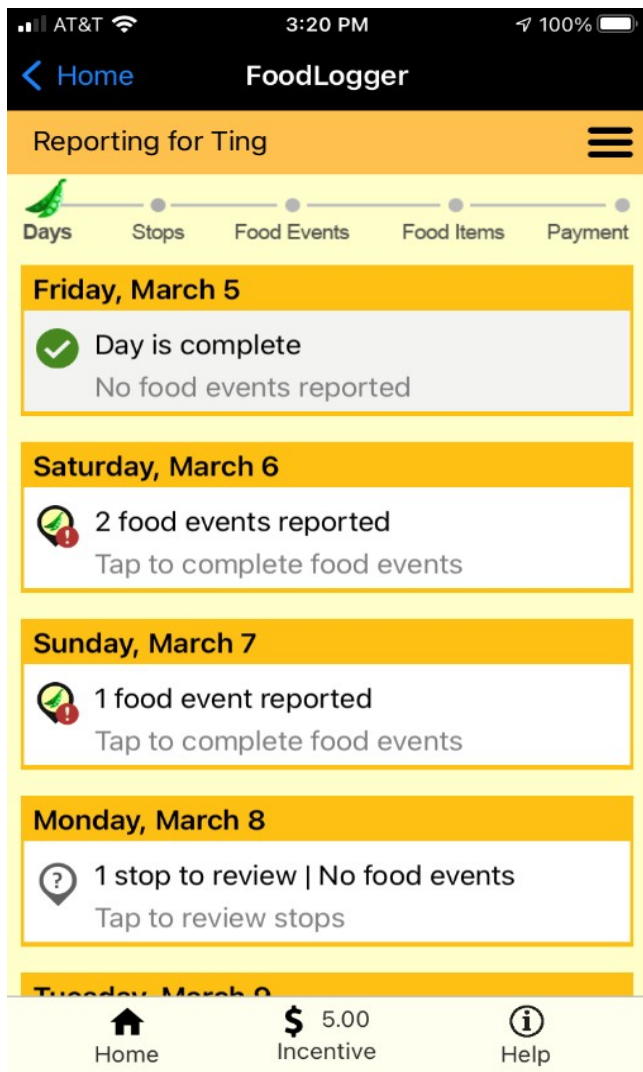 AT&T 3:20 PM 100%
Home FoodLogger
Reporting for Ting
Days Stops Food Events Food Items Payment
Friday, March 5
Day is complete
No food events reported
Saturday, March 6
2 food events reported
Tap to complete food events
Sunday, March 7
1 food event reported
Tap to complete food events
Monday, March 8
? 1 stop to review | No food events
Tap to review stops
Tuesday, March 9
$ 5.00
Home Incentive Help